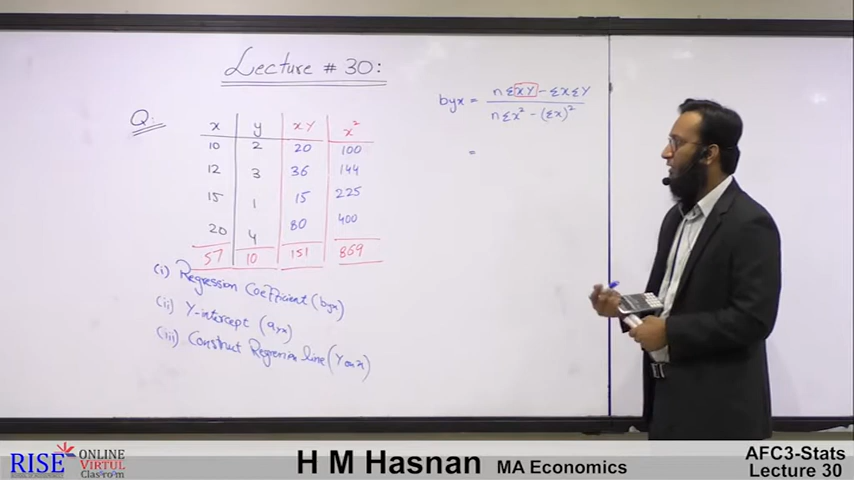 Lecture # 30:
Q:
x y xy x²
10 2 20 100
12 3 36 144
15 1 15 225
20 4 80 400
57 10 151 869
(i) Regression Coefficient (byx)
(ii) Y-intercept (ayx)
(iii) Construct Regression line (Y on x)
byx = nΣXY - ΣXΣY / nΣx² - (Σx)²
=
RISE ONLINE VIRTUL Classroom
H M Hasnan MA Economics
AFC3-Stats
Lecture 30